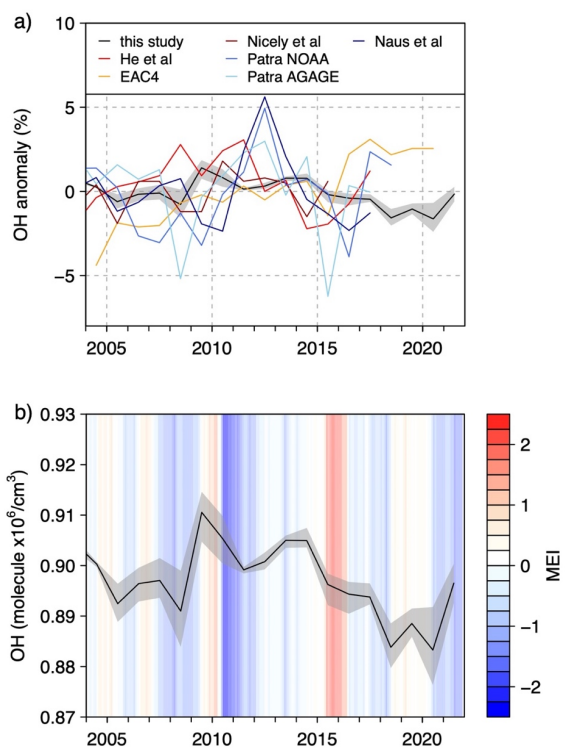 a)
10
5
0
−5
OH anomaly (%)
this study
He et al
EAC4
Nicely et al
Patra NOAA
Patra AGAGE
Naus et al
2005 2010 2015 2020
b)
0.93
0.92
0.91
0.90
0.89
0.88
0.87
OH (molecule x10⁶/cm³)
2005 2010 2015 2020
2
1
0
−1
−2
MEI